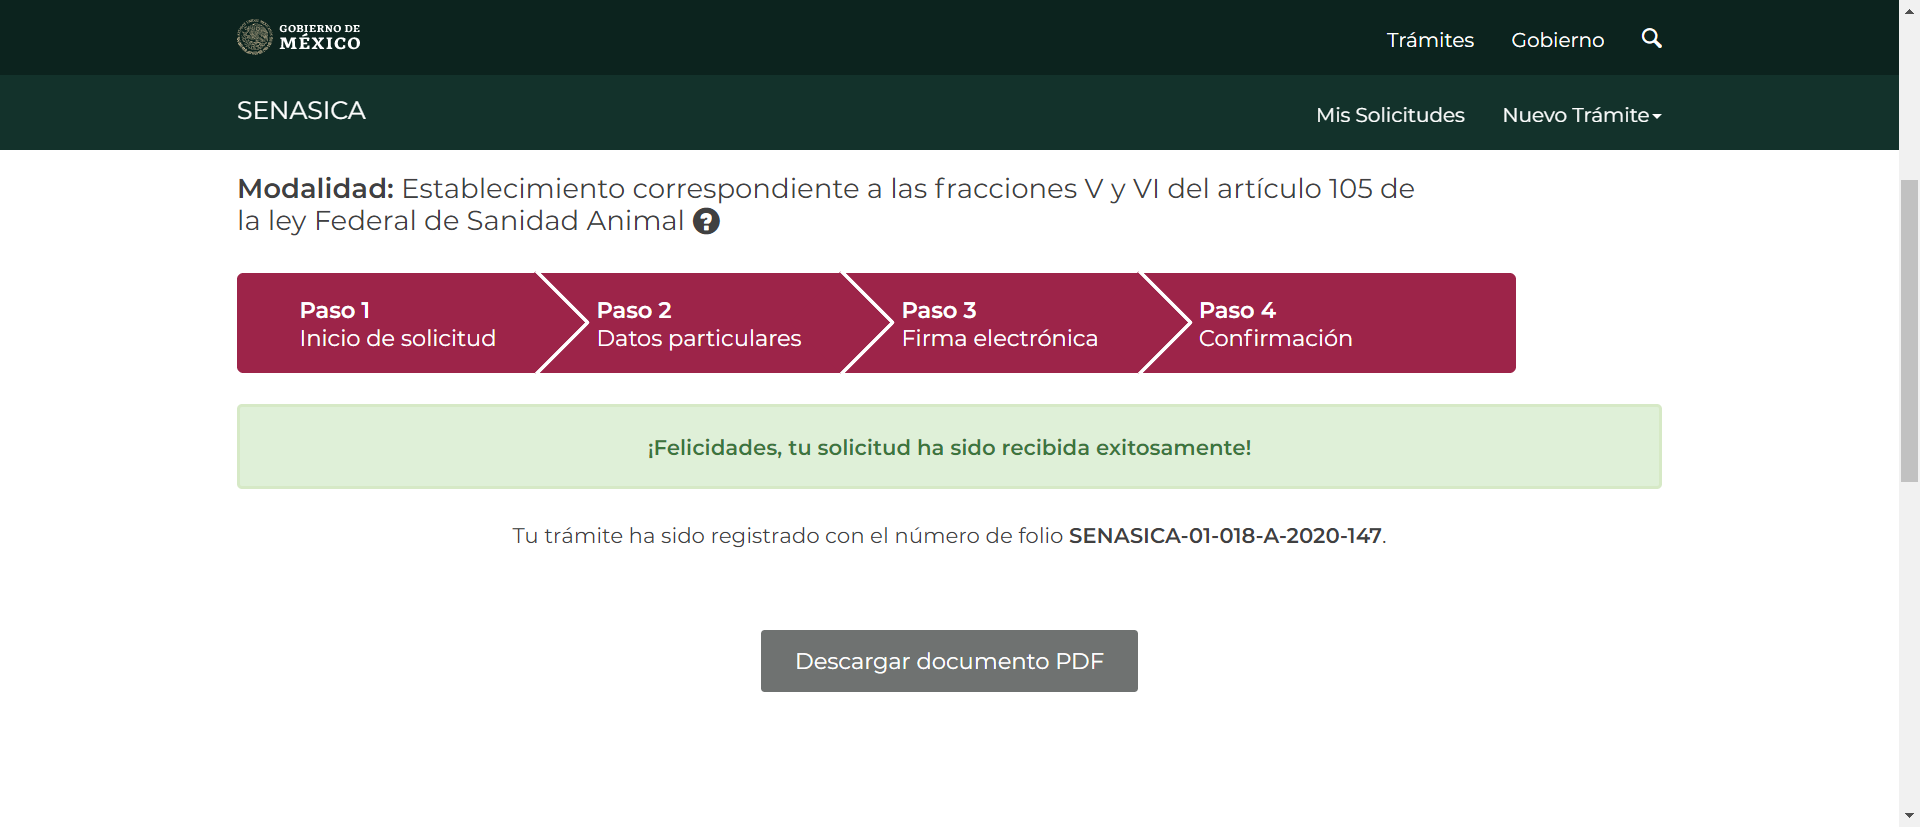 GOBIERNO DE
MÉXICO
Trámites
Gobierno
SENASICA
Mis Solicitudes
Nuevo Trámite
Modalidad: Establecimiento correspondiente a las fracciones V y VI del artículo 105 de
la ley Federal de Sanidad Animal ?
Paso 1
Inicio de solicitud
Paso 2
Datos particulares
Paso 3
Firma electrónica
Paso 4
Confirmación
¡Felicidades, tu solicitud ha sido recibida exitosamente!
Tu trámite ha sido registrado con el número de folio SENASICA-01-018-A-2020-147.
Descargar documento PDF